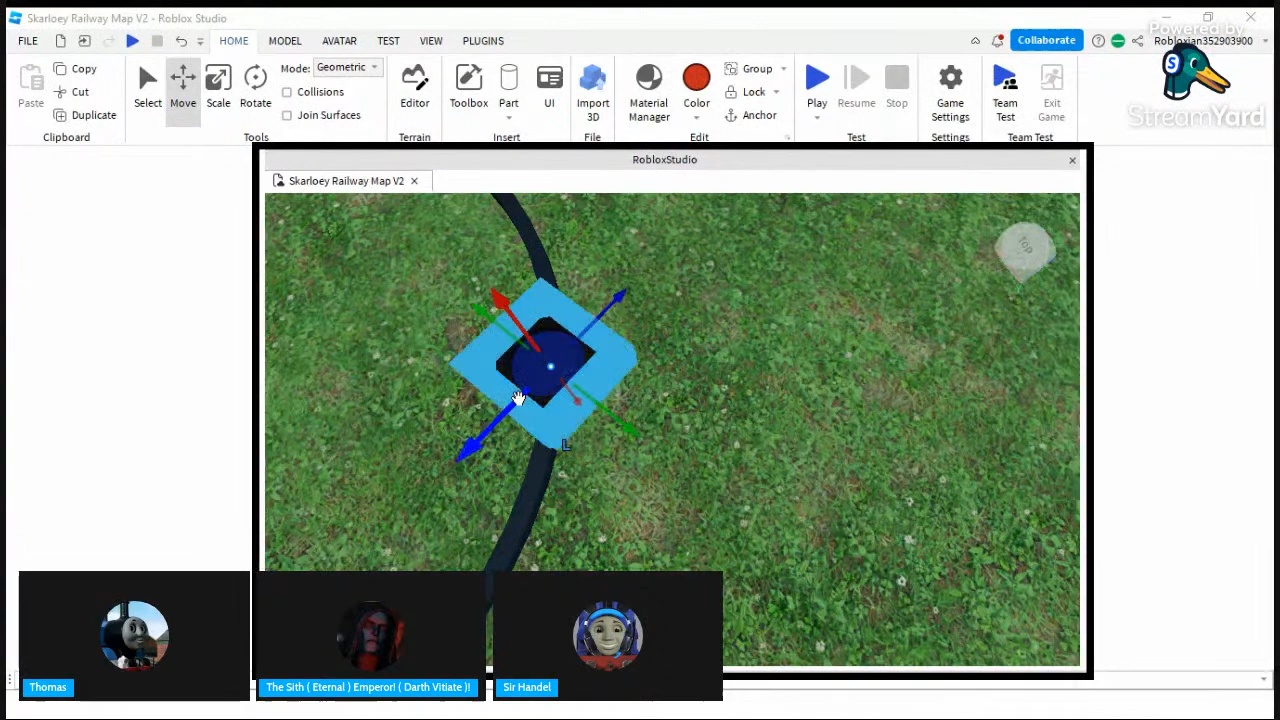 Skarloey Railway Map V2 - Roblox Studio
Powered by
FILE HOME MODEL AVATAR TEST VIEW PLUGINS Collaborate Robloxian352903900
Copy Mode: Geometric Group
Cut Collisions Lock
Duplicate Join Surfaces Anchor
Paste Select Move Scale Rotate Editor Toolbox Part UI Import 3D Material Manager Color Play Resume Stop Game Settings Team Test Exit Game
StreamYard
Clipboard Tools Terrain Insert File Edit Test Settings Team Test
RobloxStudio
Skarloey Railway Map V2
Top
L
Thomas
The Sith ( Eternal ) Emperor! ( Darth Vitiate )!
Sir Handel